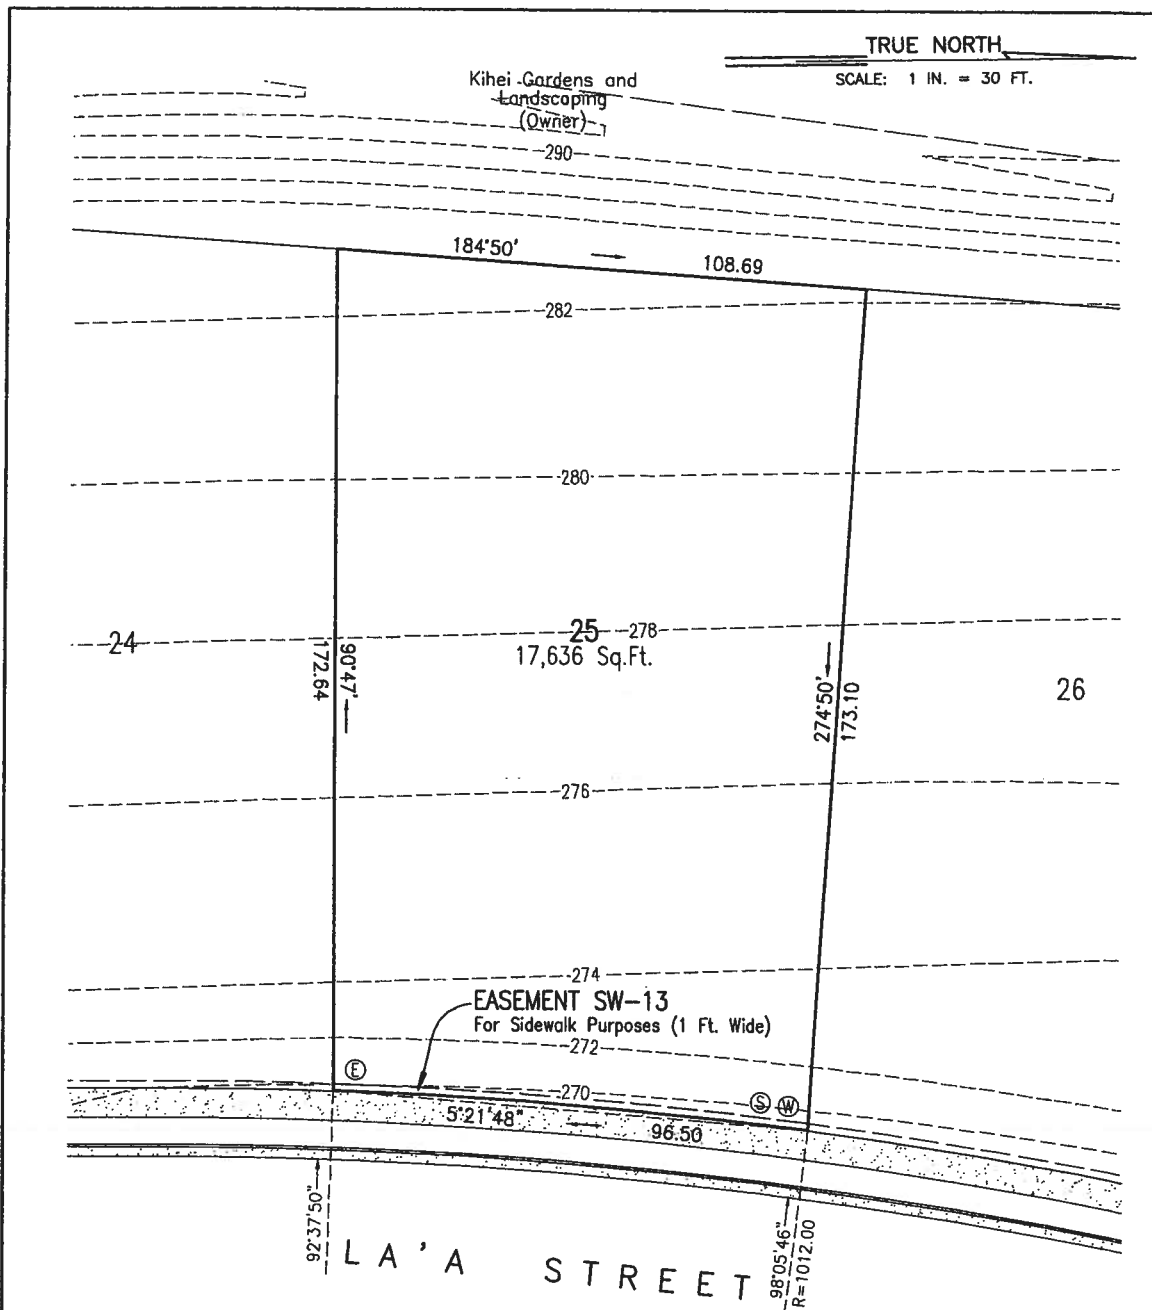 TRUE NORTH
SCALE: 1 IN. = 30 FT.
Kihei Gardens and
Landscaping
(Owner)
290
184°50'
108.69
282
280
24
25
278
17,636 Sq.Ft.
90°47'
172.64
274°50'
173.10
26
276
274
EASEMENT SW-13
For Sidewalk Purposes (1 Ft. Wide)
272
E
270
S
W
5°21'48"
96.50
92°37'50"
98°05'46"
R=1012.00
LA'A STREET